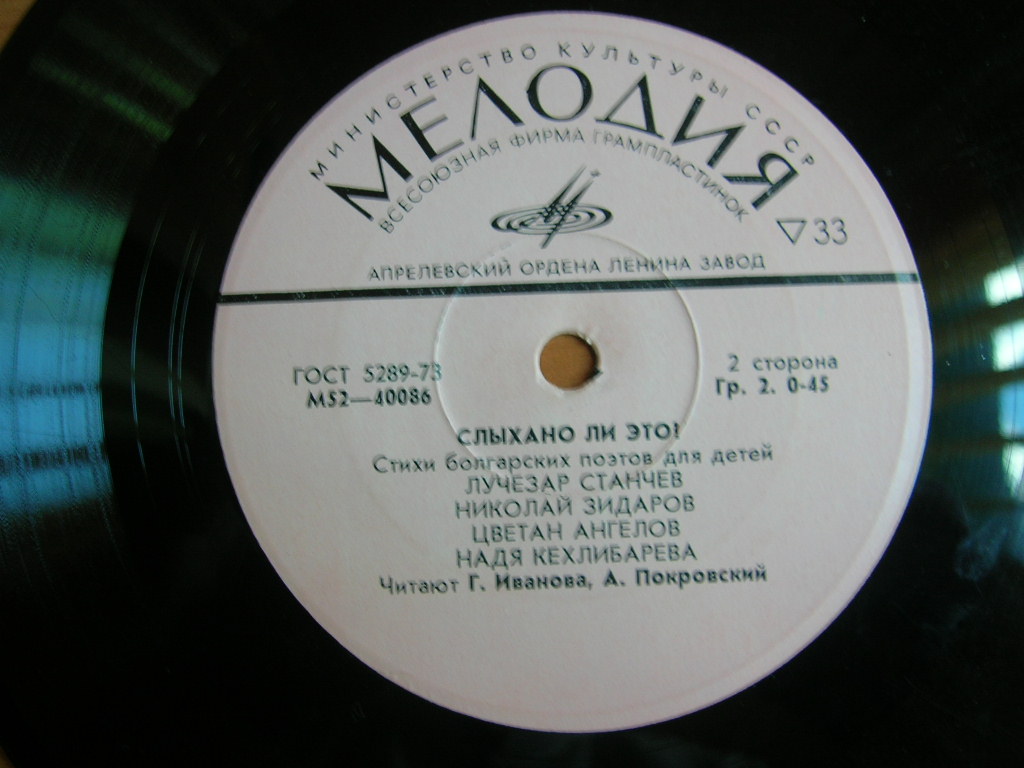 МИНИСТЕРСТВО КУЛЬТУРЫ СССР
МЕЛОДИЯ
ВСЕСОЮЗНАЯ ФИРМА ГРАМПЛАСТИНОК
▽33
АПРЕЛЕВСКИЙ ОРДЕНА ЛЕНИНА ЗАВОД
ГОСТ 5289-73
М52—40086
2 сторона
Гр. 2. 0-45
СЛЫХАНО ЛИ ЭТО!
Стихи болгарских поэтов для детей
ЛУЧЕЗАР СТАНЧЕВ
НИКОЛАЙ ЗИДАРОВ
ЦВЕТАН АНГЕЛОВ
НАДЯ КЕХЛИБАРЕВА
Читают Г. Иванова, А. Покровский